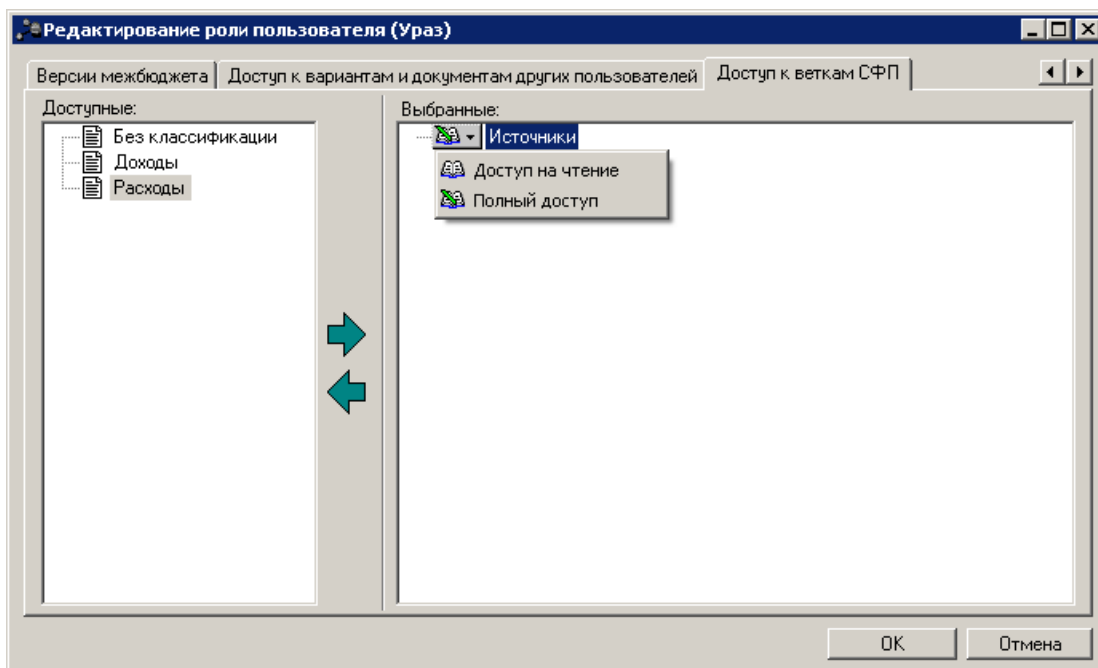 Редактирование роли пользователя (Ураз)
Версии межбюджета Доступ к вариантам и документам других пользователей Доступ к веткам СФП
Доступные:
Без классификации
Доходы
Расходы
Выбранные:
Источники
Доступ на чтение
Полный доступ
OK Отмена